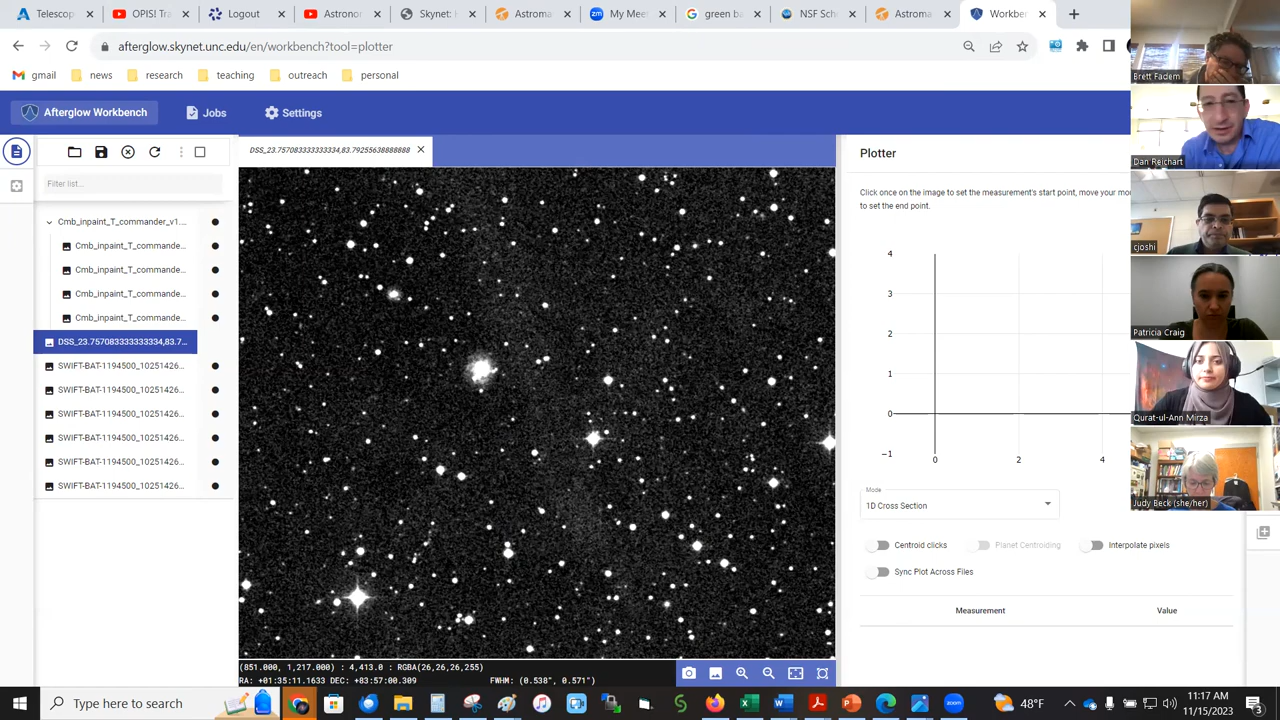 Telescop
OSTRA
Logout
Astrome
Skynet:
Astroma
My Meet
green b
NSF Sch
Astroma
Worben
afterglow.skynet.unc.edu/en/workbench?tool=plotter
gmail
news
research
teaching
outreach
personal
Afterglow Workbench
Jobs
Settings
DSS_23.757083333333334,83.79255638888888
Filter list...
Cmb_inpaint_T_commander_v1....
Cmb_inpaint_T_commande...
Cmb_inpaint_T_commande...
Cmb_inpaint_T_commande...
DSS_23.757083333333334,83.7...
SWIFT-BAT-1194500_10251426...
SWIFT-BAT-1194500_10251426...
SWIFT-BAT-1194500_10251426...
SWIFT-BAT-1194500_10251426...
SWIFT-BAT-1194500_10251426...
SWIFT-BAT-1194500_10251426...
(851.000, 1,217.000) : 4,413.0 : RGBA(26,26,26,255)
RA: +01:35:11.1633 DEC: +83:57:00.309 FWHM: (0.538", 0.571")
Plotter
Click once on the image to set the measurement's start point, move your mo
to set the end point.
4
3
2
1
0
−1
0
2
4
Mode
1D Cross Section
Centroid clicks
Planet Centroiding
Interpolate pixels
Sync Plot Across Files
Measurement
Value
Brett Fadem
Dan Reichart
cjoshi
Patricia Craig
Qurat-ul-Ann Mirza
Judy Beck (she/her)
Type here to search
zoom
48°F
11:17 AM
11/15/2023
3